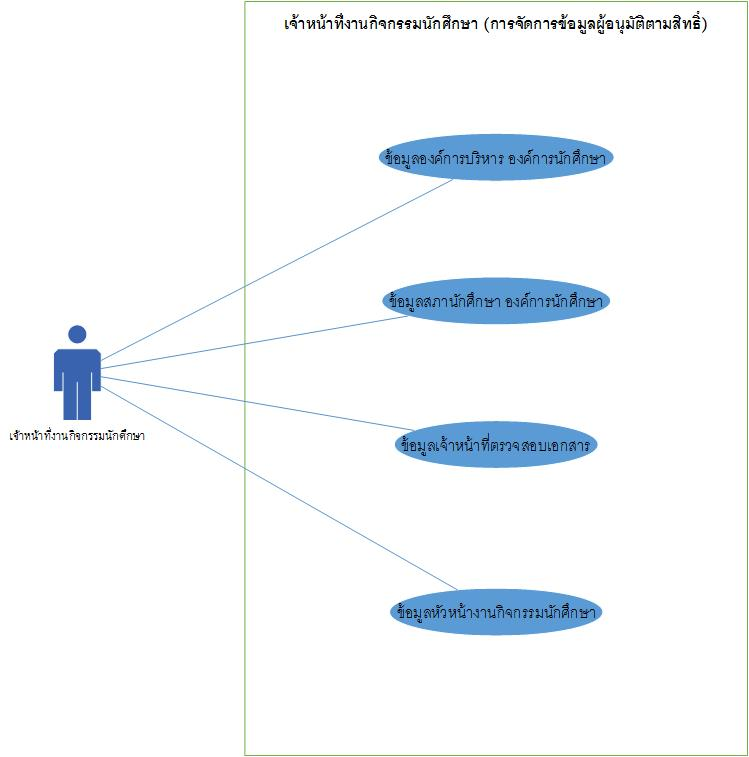 เจ้าหน้าที่งานกิจกรรมนักศึกษา (การจัดการข้อมูลผู้อนุมัติตามสิทธิ์)
ข้อมูลองค์การบริหาร องค์การนักศึกษา
ข้อมูลสภานักศึกษา องค์การนักศึกษา
เจ้าหน้าที่งานกิจกรรมนักศึกษา
ข้อมูลเจ้าหน้าที่ตรวจสอบเอกสาร
ข้อมูลหัวหน้างานกิจกรรมนักศึกษา